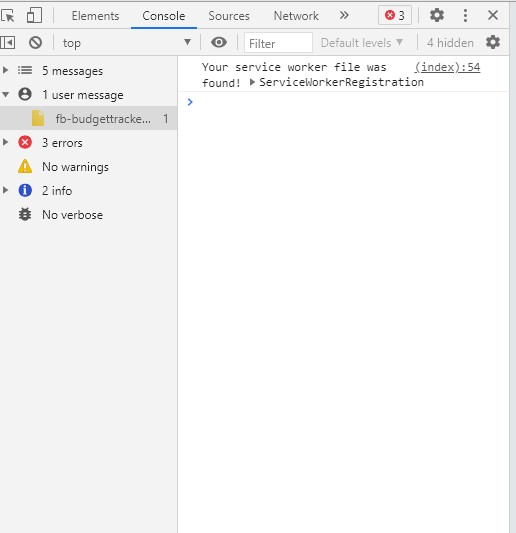 Elements Console Sources Network » 3
top Filter Default levels 4 hidden
5 messages
1 user message
fb-budgettracke... 1
3 errors
No warnings
2 info
No verbose
Your service worker file was (index):54
found! ServiceWorkerRegistration